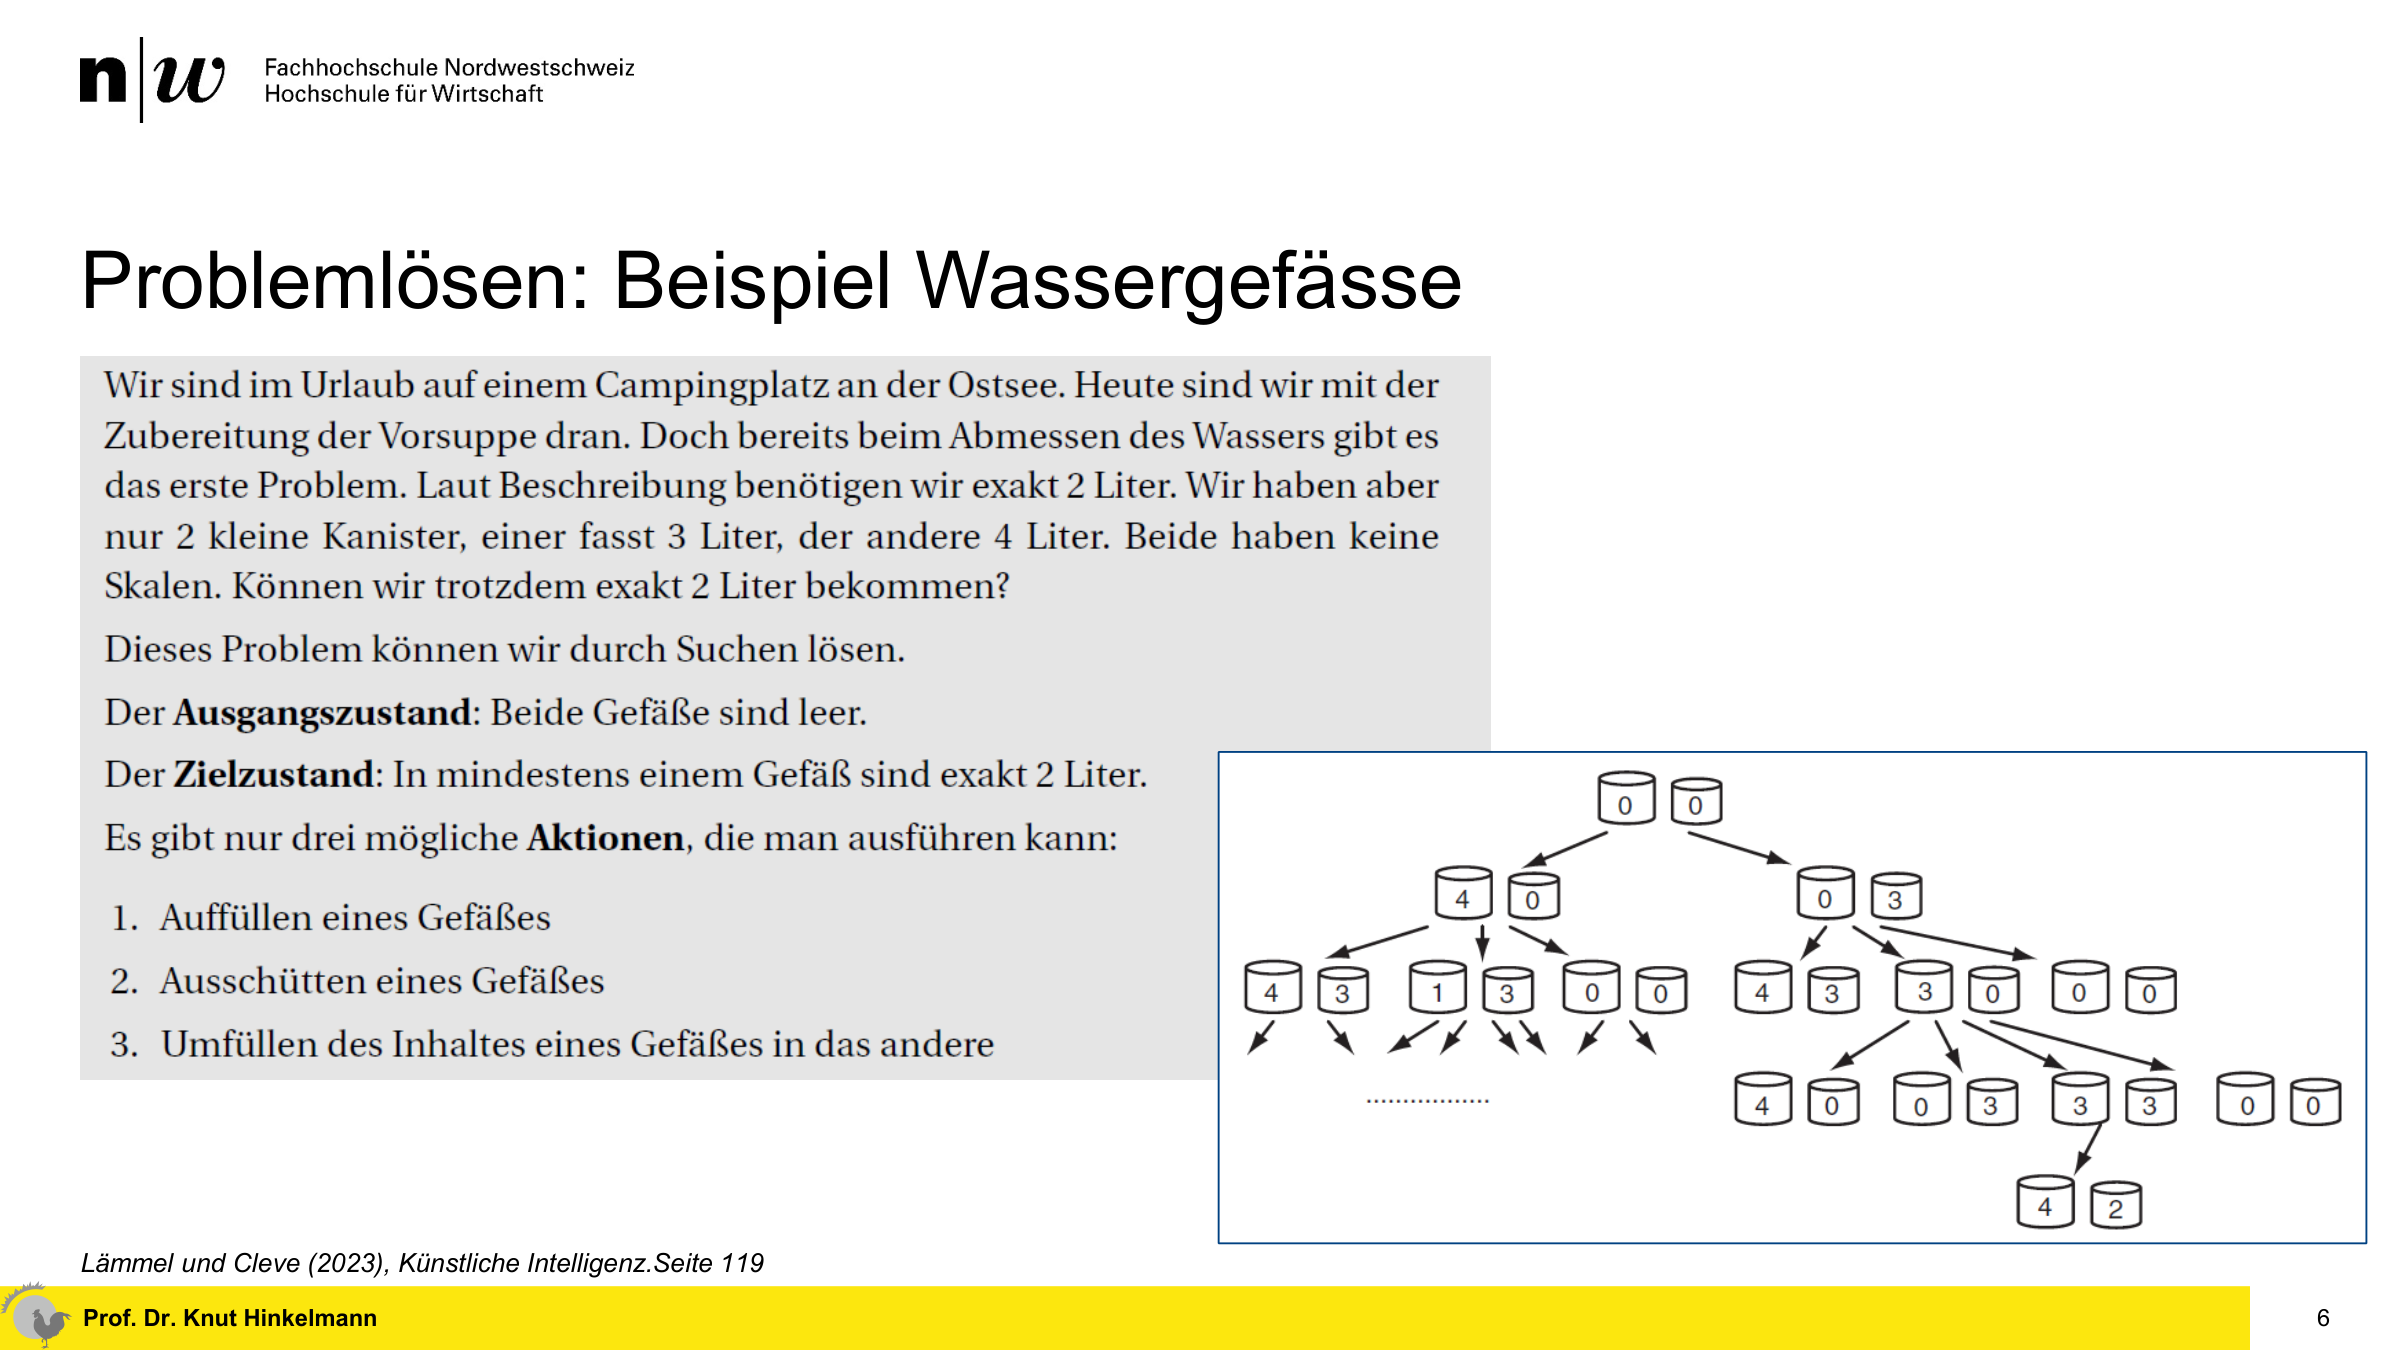 n|w Fachhochschule Nordwestschweiz
Hochschule für Wirtschaft
Problemlösen: Beispiel Wassergefässe
Wir sind im Urlaub auf einem Campingplatz an der Ostsee. Heute sind wir mit der
Zubereitung der Vorsuppe dran. Doch bereits beim Abmessen des Wassers gibt es
das erste Problem. Laut Beschreibung benötigen wir exakt 2 Liter. Wir haben aber
nur 2 kleine Kanister, einer fasst 3 Liter, der andere 4 Liter. Beide haben keine
Skalen. Können wir trotzdem exakt 2 Liter bekommen?
Dieses Problem können wir durch Suchen lösen.
Der Ausgangszustand: Beide Gefäße sind leer.
Der Zielzustand: In mindestens einem Gefäß sind exakt 2 Liter.
Es gibt nur drei mögliche Aktionen, die man ausführen kann:
1. Auffüllen eines Gefäßes
2. Ausschütten eines Gefäßes
3. Umfüllen des Inhaltes eines Gefäßes in das andere
0 0
4 0 0 3
4 3 1 3 0 0 4 3 3 0 0 0
.................
4 0 0 3 3 3 0 0
4 2
Lämmel und Cleve (2023), Künstliche Intelligenz.Seite 119
Prof. Dr. Knut Hinkelmann
6